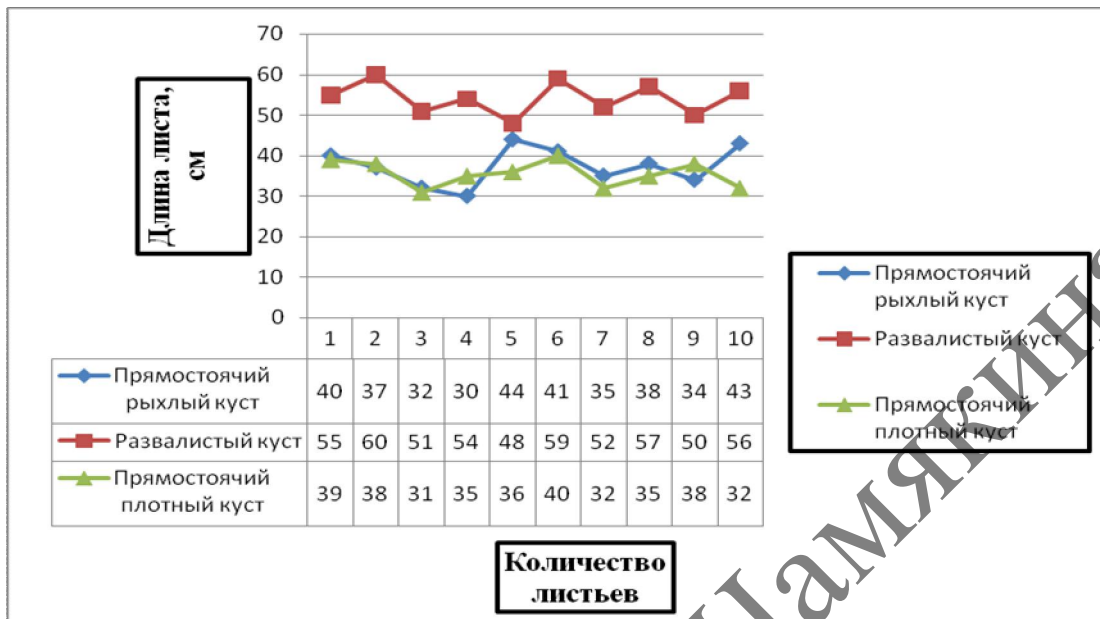 70
60
50
40
30
20
10
0
Длина листа,
см
1 2 3 4 5 6 7 8 9 10
Прямостоячий
рыхлый куст
40 37 32 30 44 41 35 38 34 43
Развалистый куст 55 60 51 54 48 59 52 57 50 56
Прямостоячий
плотный куст
39 38 31 35 36 40 32 35 38 32
Количество
листьев
Прямостоячий
рыхлый куст
Развалистый куст
Прямостоячий
плотный куст